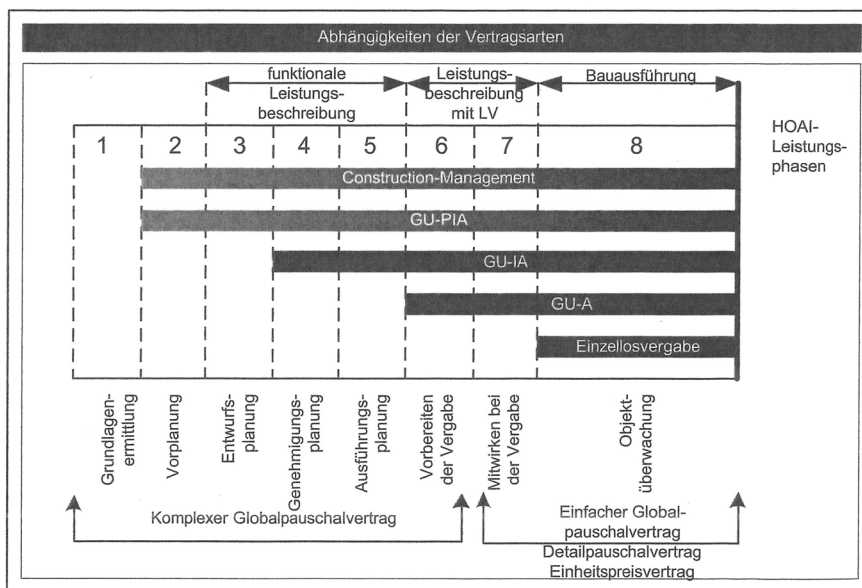 Abhängigkeiten der Vertragsarten
funktionale
Leistungs-
beschreibung
Leistungs-
beschreibung
mit LV
Bauausführung
HOAI-
Leistungs-
phasen
1 2 3 4 5 6 7 8
Construction-Management
GU-PIA
GU-IA
GU-A
Einzellosvergabe
Grundlagen-
ermittlung
Vorplanung
Entwurfs-
planung
Genehmigungs-
planung
Ausführungs-
planung
Vorbereiten
der Vergabe
Mitwirken bei
der Vergabe
Objekt-
überwachung
Komplexer Globalpauschalvertrag
Einfacher Global-
pauschalvertrag
Detailpauschalvertrag
Einheitspreisvertrag